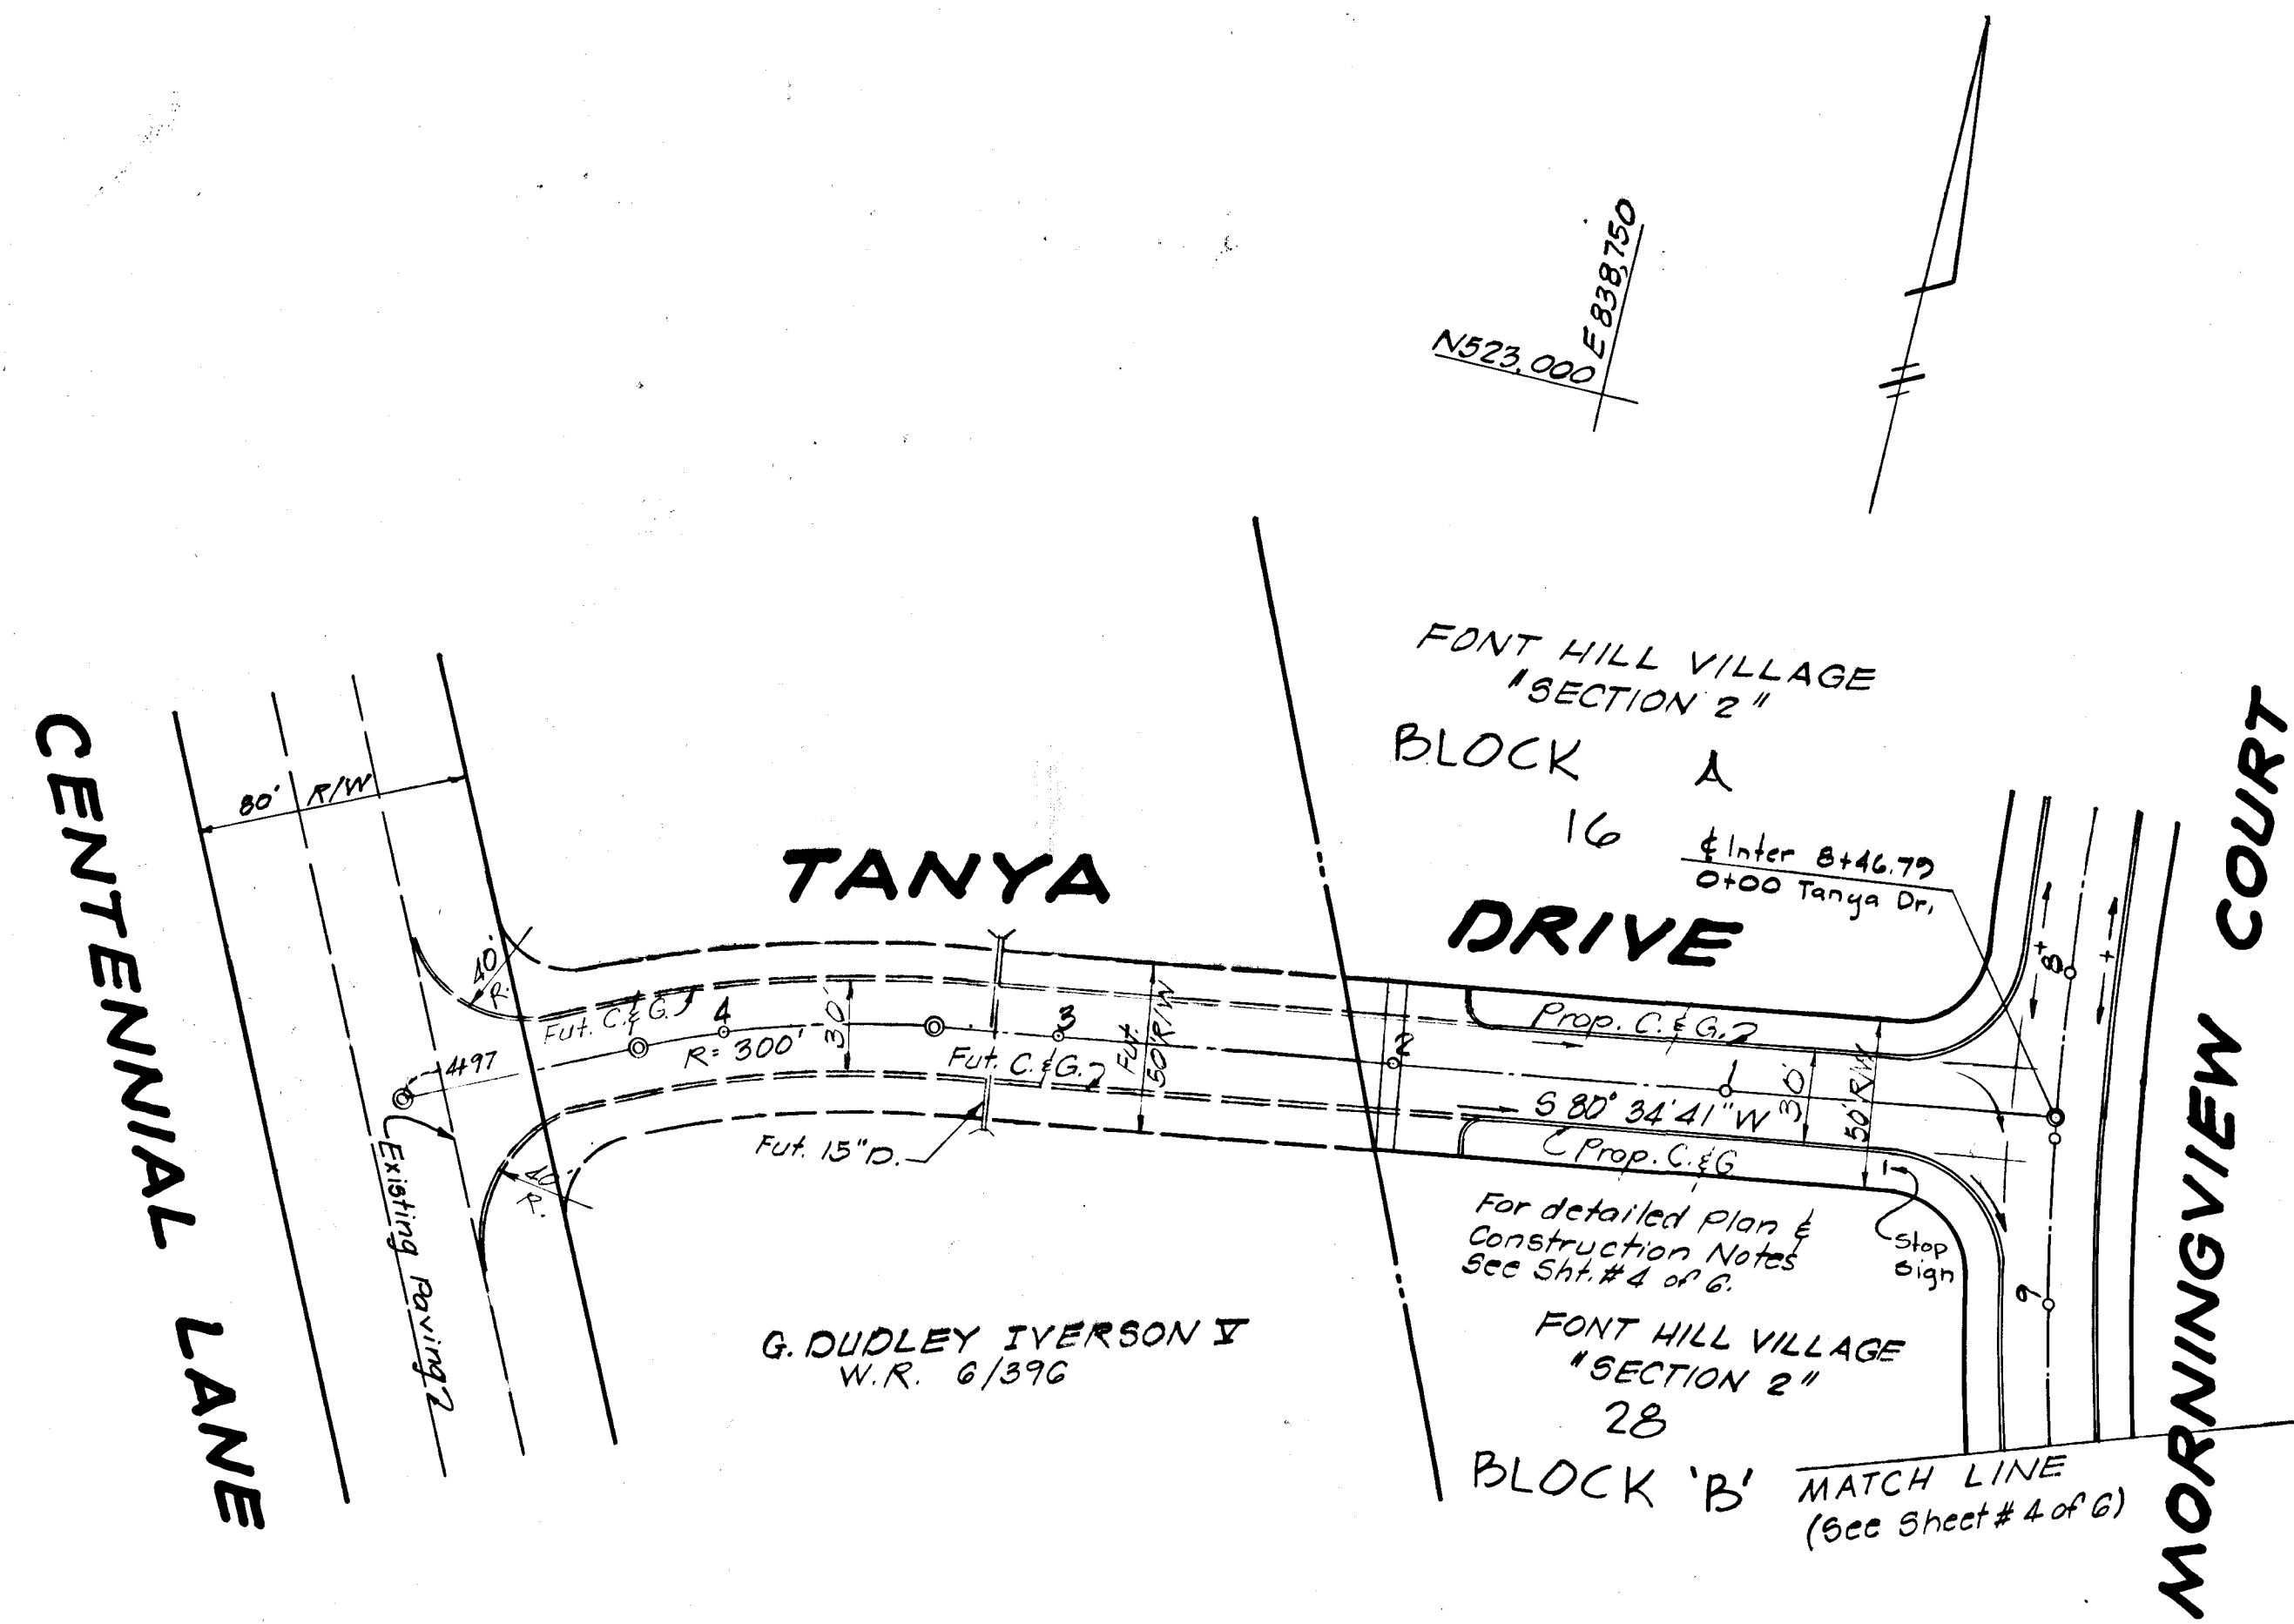 E 838,750
N523,000
FONT HILL VILLAGE
"SECTION 2"
BLOCK A
16
℄ Inter 8+46.79
0+00 Tanya Dr.
CENTENNIAL LANE
80' R/W
TANYA DRIVE
MORNINGVIEW COURT
40'
R.
Fut. C. & G.
4
R= 300'
30'
3
Fut. C. & G.
Fut.
50' R/W
2
Prop. C. & G.
1
30'
50' R/W
8
S 80° 34' 41" W
Prop. C. & G
4+97
Existing Paving
Fut. 15" D.
40'
R.
For detailed Plan &
Construction Notes
See Sht. #4 of 6.
Stop
Sign
9
G. DUDLEY IVERSON V
W.R. 6/396
FONT HILL VILLAGE
"SECTION 2"
28
BLOCK 'B'
MATCH LINE
(See Sheet # 4 of 6)